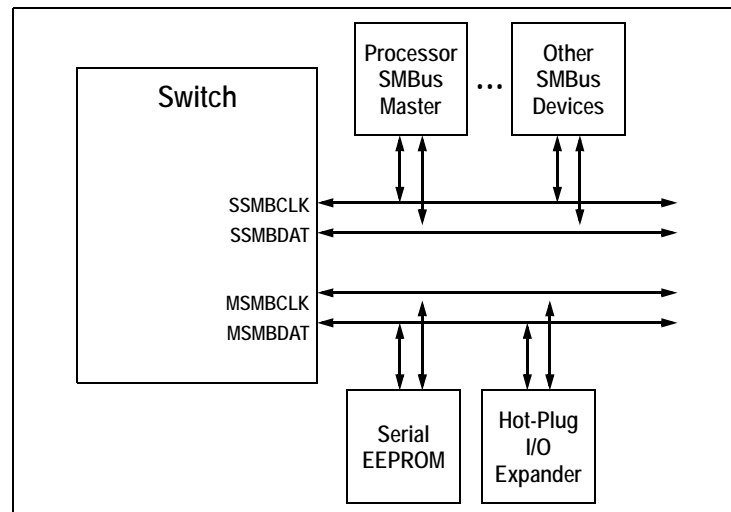 Processor
SMBus
Master
...
Other
SMBus
Devices
Switch
SSMBCLK
SSMBDAT
MSMBCLK
MSMBDAT
Serial
EEPROM
Hot-Plug
I/O
Expander